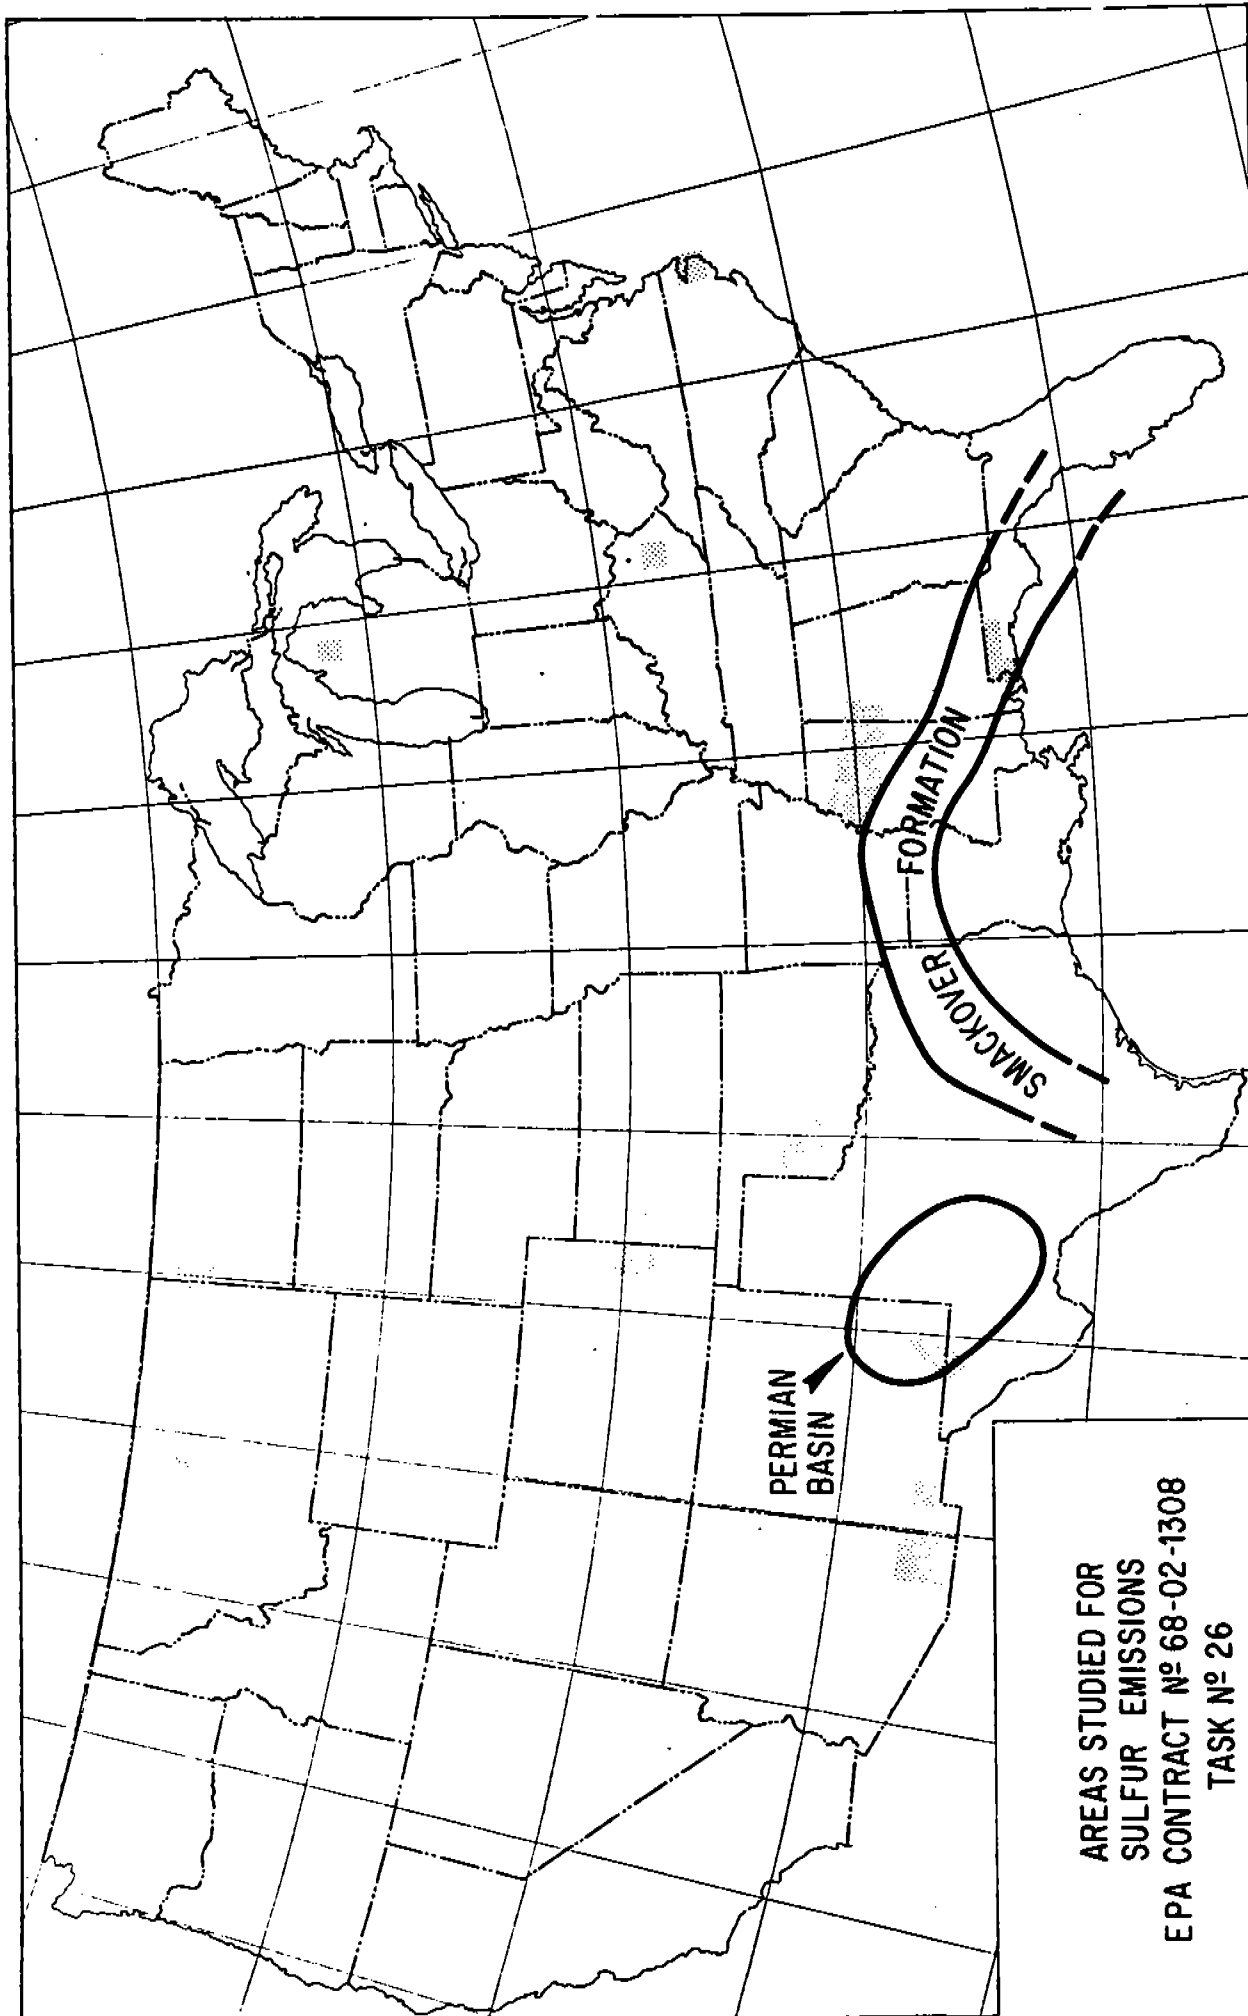 PERMIAN
BASIN
SMACKOVER FORMATION
AREAS STUDIED FOR
SULFUR EMISSIONS
EPA CONTRACT Nº 68-02-1308
TASK Nº 26